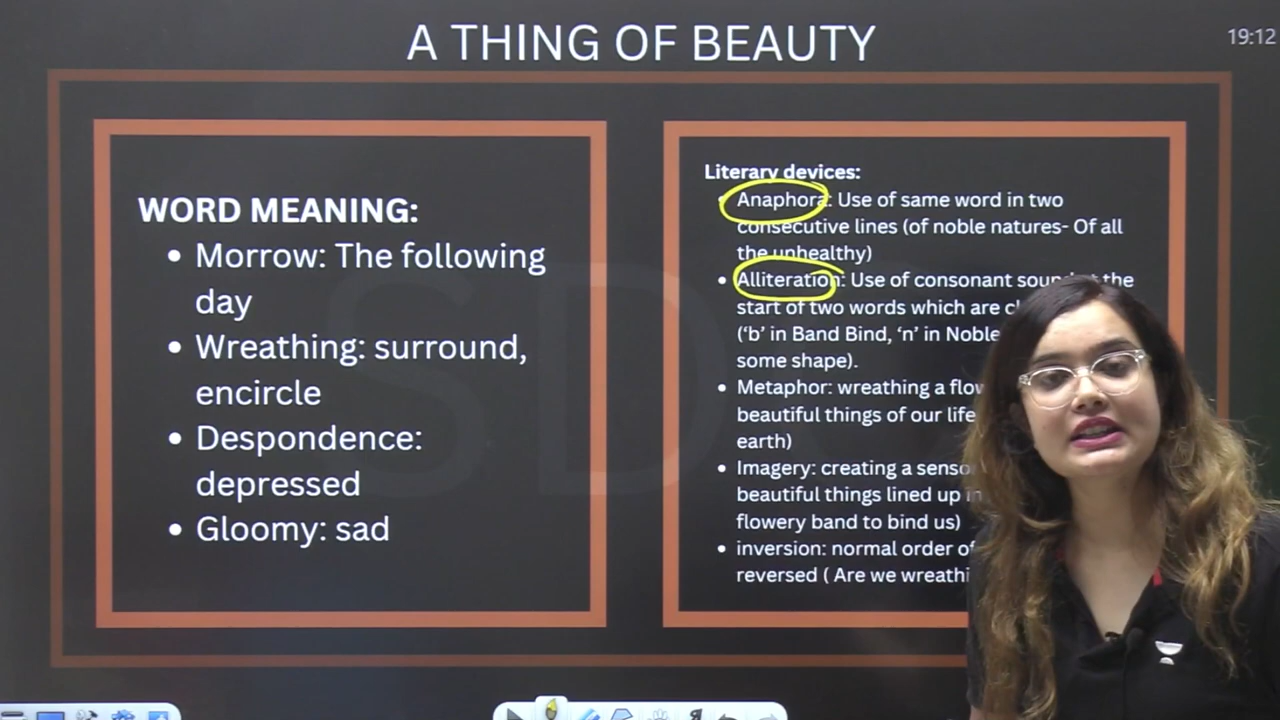 A THING OF BEAUTY
19:12
WORD MEANING:
• Morrow: The following
day
• Wreathing: surround,
encircle
• Despondence:
depressed
• Gloomy: sad
Literary devices:
• Anaphora: Use of same word in two
consecutive lines (of noble natures- Of all
the unhealthy)
• Alliteration: Use of consonant the
start of two words which are
('b' in Band Bind, 'n' in Noble
some shape).
• Metaphor: wreathing a
beautiful things of our life
earth)
• Imagery: creating a
beautiful things lined up
flowery band to bind us)
• inversion: normal order of
reversed ( Are we
SD